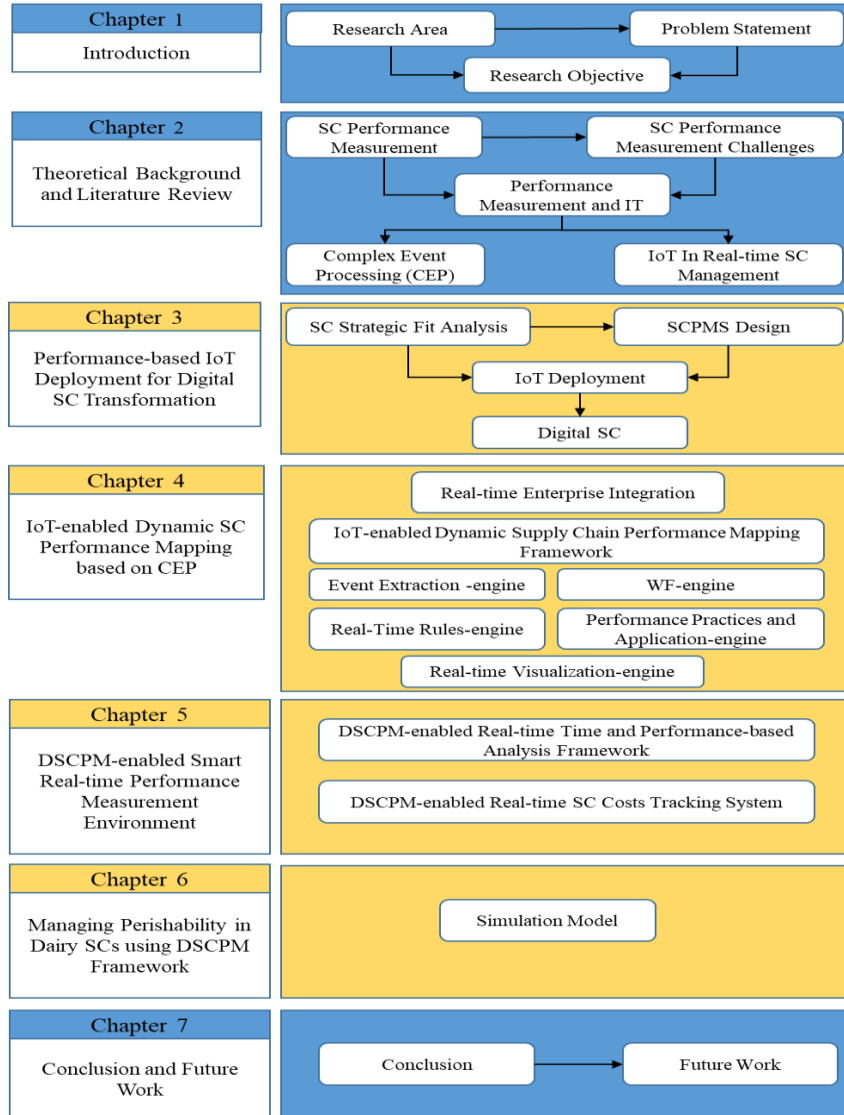 Chapter 1
Introduction
Research Area
Problem Statement
Research Objective
Chapter 2
Theoretical Background
and Literature Review
SC Performance
Measurement
SC Performance
Measurement Challenges
Performance
Measurement and IT
Complex Event
Processing (CEP)
IoT In Real-time SC
Management
Chapter 3
Performance-based IoT
Deployment for Digital
SC Transformation
SC Strategic Fit Analysis
SCPMS Design
IoT Deployment
Digital SC
Chapter 4
IoT-enabled Dynamic SC
Performance Mapping
based on CEP
Real-time Enterprise Integration
IoT-enabled Dynamic Supply Chain Performance Mapping
Framework
Event Extraction -engine
WF-engine
Real-Time Rules-engine
Performance Practices and
Application-engine
Real-time Visualization-engine
Chapter 5
DSCPM-enabled Smart
Real-time Performance
Measurement
Environment
DSCPM-enabled Real-time Time and Performance-based
Analysis Framework
DSCPM-enabled Real-time SC Costs Tracking System
Chapter 6
Managing Perishability in
Dairy SCs using DSCPM
Framework
Simulation Model
Chapter 7
Conclusion and Future
Work
Conclusion
Future Work